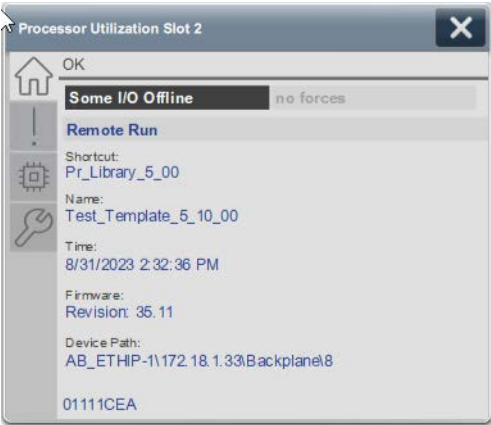 Processor Utilization Slot 2
OK
Some I/O Offline
no forces
Remote Run
Shortcut:
Pr_Library_5_00
Name:
Test_Template_5_10_00
Time:
8/31/2023 2:32:36 PM
Firmware:
Revision: 35.11
Device Path:
AB_ETHIP-1\172.18.1.33\Backplane\8
01111CEA